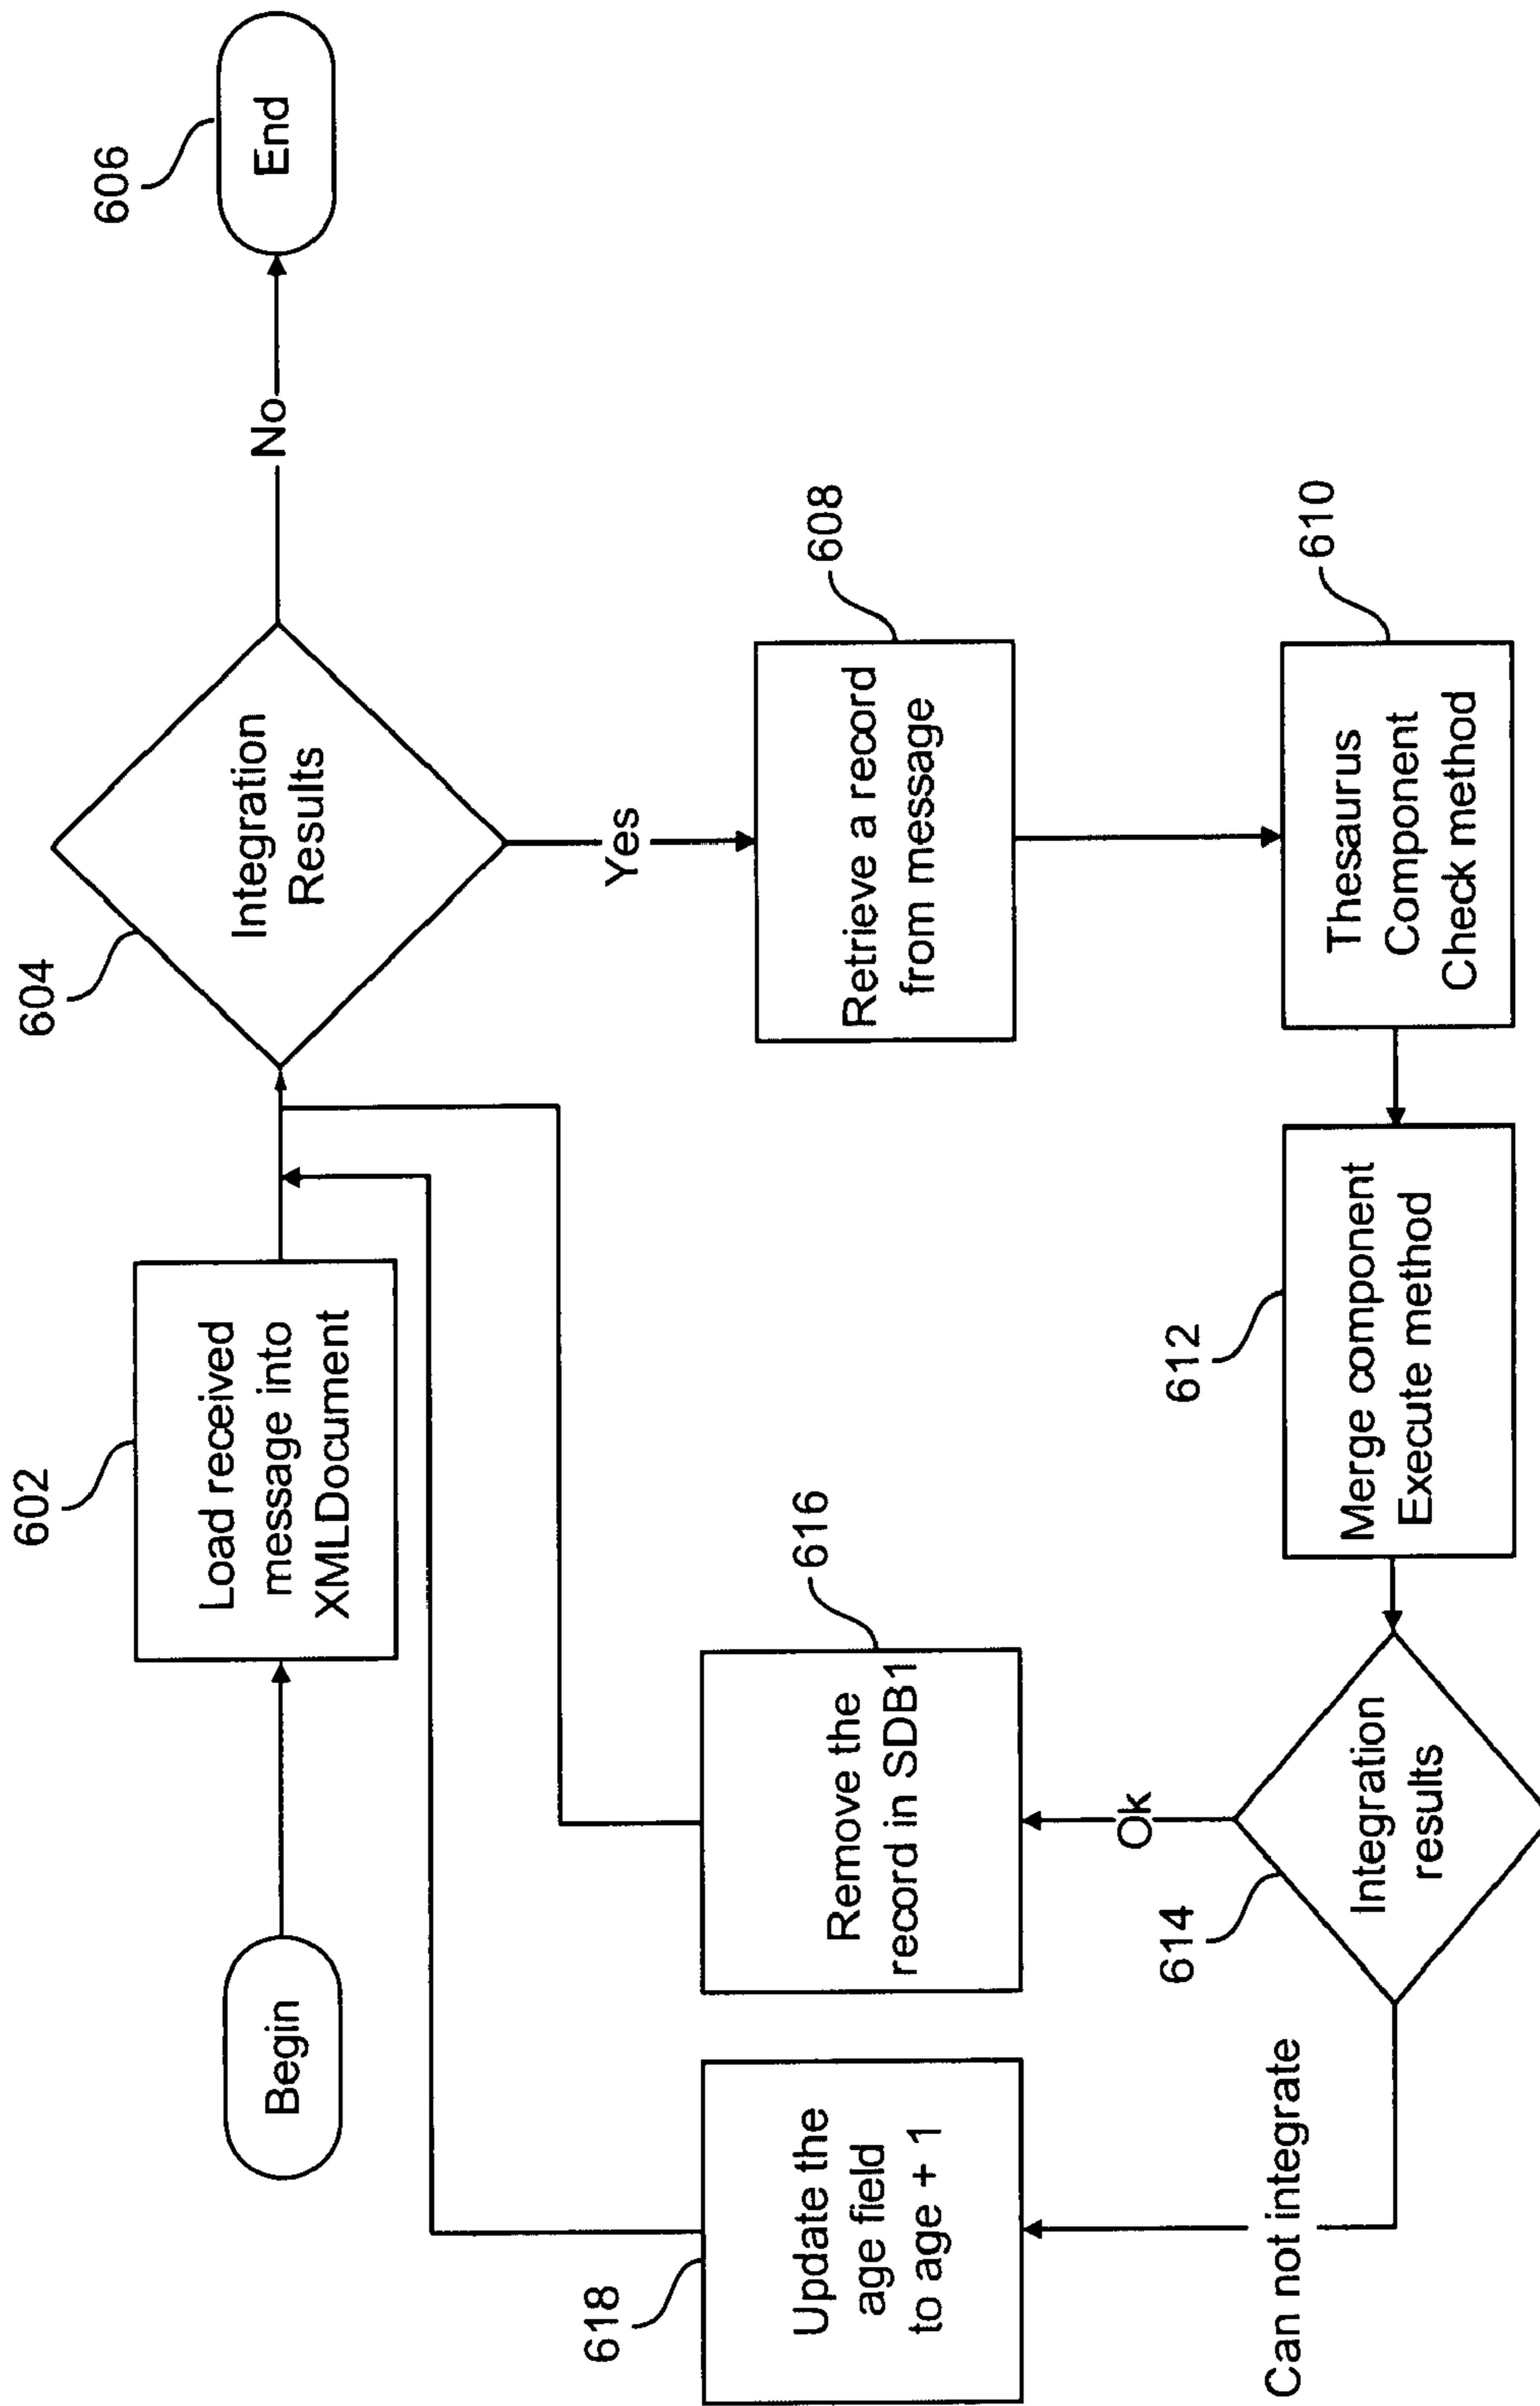 Begin
602
Load received
message into
XMLDocument
604
Integration
Results
No
606
End
Yes
608
Retrieve a record
from message
610
Thesaurus
Component
Check method
612
Merge component
Execute method
614
Integration
results
Ok
616
Remove the
record in SDB1
Can not integrate
618
Update the
age field
to age + 1